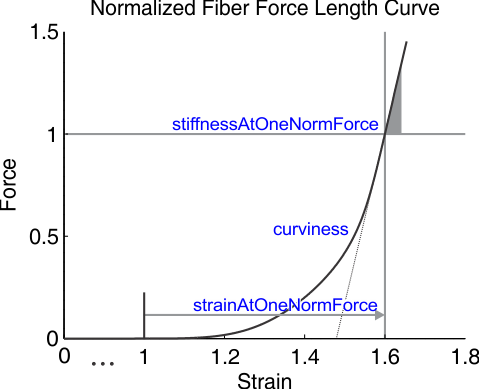 Normalized Fiber Force Length Curve
1.5
stiffnessAtOneNormForce
1
Force
curviness
0.5
strainAtOneNormForce
0
0 ... 1 1.2 1.4 1.6 1.8
Strain